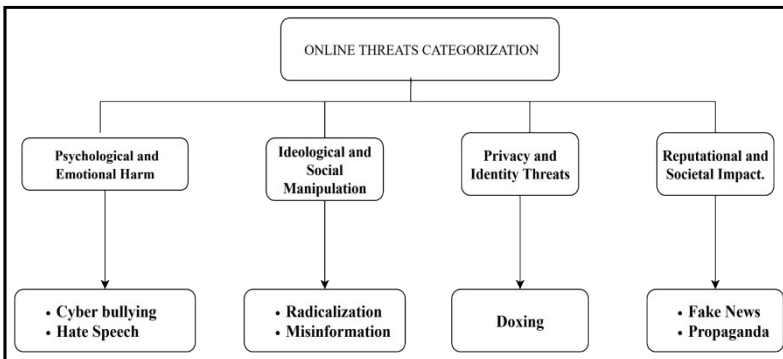 ONLINE THREATS CATEGORIZATION
Psychological and
Emotional Harm
Ideological and
Social
Manipulation
Privacy and
Identity Threats
Reputational and
Societal Impact.
• Cyber bullying
• Hate Speech
• Radicalization
• Misinformation
Doxing
• Fake News
• Propaganda